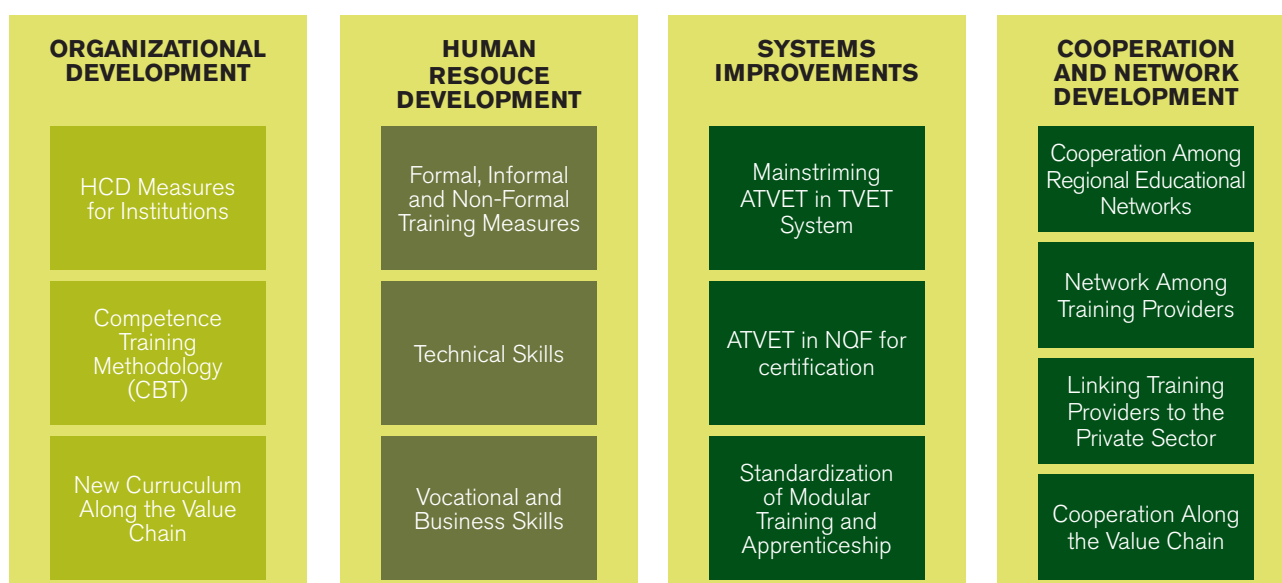 ORGANIZATIONAL
DEVELOPMENT
HCD Measures
for Institutions
Competence
Training
Methodology
(CBT)
New Curruculum
Along the Value
Chain
HUMAN
RESOUCE
DEVELOPMENT
Formal, Informal
and Non-Formal
Training Measures
Technical Skills
Vocational and
Business Skills
SYSTEMS
IMPROVEMENTS
Mainstriming
ATVET in TVET
System
ATVET in NQF for
certification
Standardization
of Modular
Training and
Apprenticeship
COOPERATION
AND NETWORK
DEVELOPMENT
Cooperation Among
Regional Educational
Networks
Network Among
Training Providers
Linking Training
Providers to the
Private Sector
Cooperation Along
the Value Chain